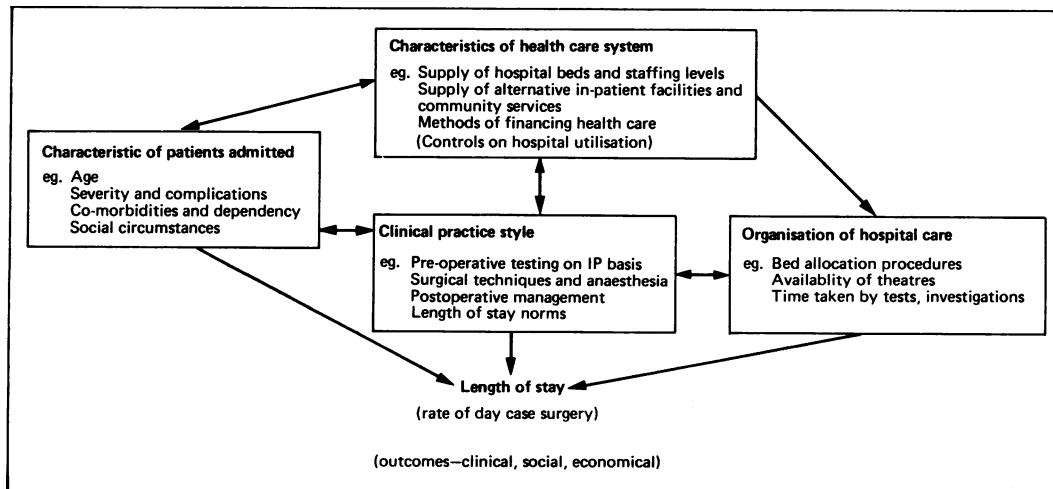 Characteristics of health care system
eg. Supply of hospital beds and staffing levels
Supply of alternative in-patient facilities and
community services
Methods of financing health care
(Controls on hospital utilisation)
Characteristic of patients admitted
eg. Age
Severity and complications
Co-morbidities and dependency
Social circumstances
Clinical practice style
eg. Pre-operative testing on IP basis
Surgical techniques and anaesthesia
Postoperative management
Length of stay norms
Organisation of hospital care
eg. Bed allocation procedures
Availablity of theatres
Time taken by tests, investigations
Length of stay
(rate of day case surgery)
(outcomes—clinical, social, economical)